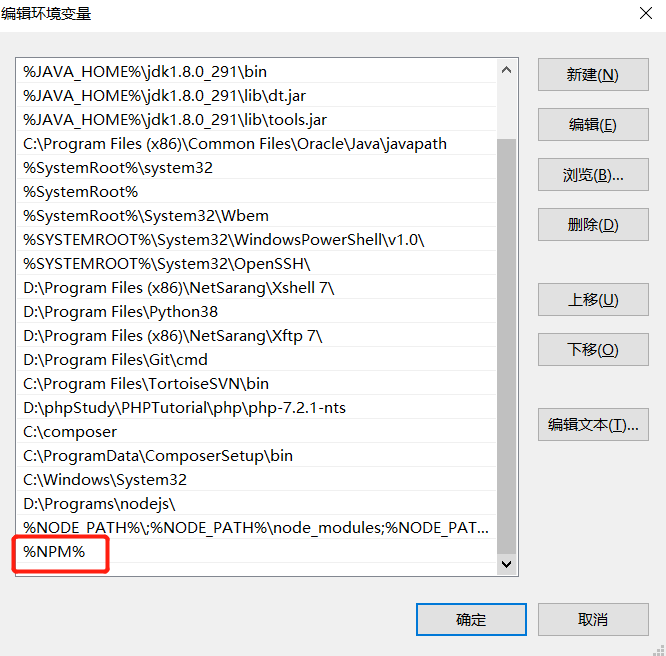 编辑环境变量
%JAVA_HOME%\jdk1.8.0_291\bin
%JAVA_HOME%\jdk1.8.0_291\lib\dt.jar
%JAVA_HOME%\jdk1.8.0_291\lib\tools.jar
C:\Program Files (x86)\Common Files\Oracle\Java\javapath
%SystemRoot%\system32
%SystemRoot%
%SystemRoot%\System32\Wbem
%SYSTEMROOT%\System32\WindowsPowerShell\v1.0\
%SYSTEMROOT%\System32\OpenSSH\
D:\Program Files (x86)\NetSarang\Xshell 7\
D:\Program Files\Python38
D:\Program Files (x86)\NetSarang\Xftp 7\
D:\Program Files\Git\cmd
C:\Program Files\TortoiseSVN\bin
D:\phpStudy\PHPTutorial\php\php-7.2.1-nts
C:\composer
C:\ProgramData\ComposerSetup\bin
C:\Windows\System32
D:\Programs\nodejs\
%NODE_PATH%\;%NODE_PATH%\node_modules;%NODE_PAT...
%NPM%
新建(N)
编辑(E)
浏览(B)...
删除(D)
上移(U)
下移(O)
编辑文本(T)...
确定
取消